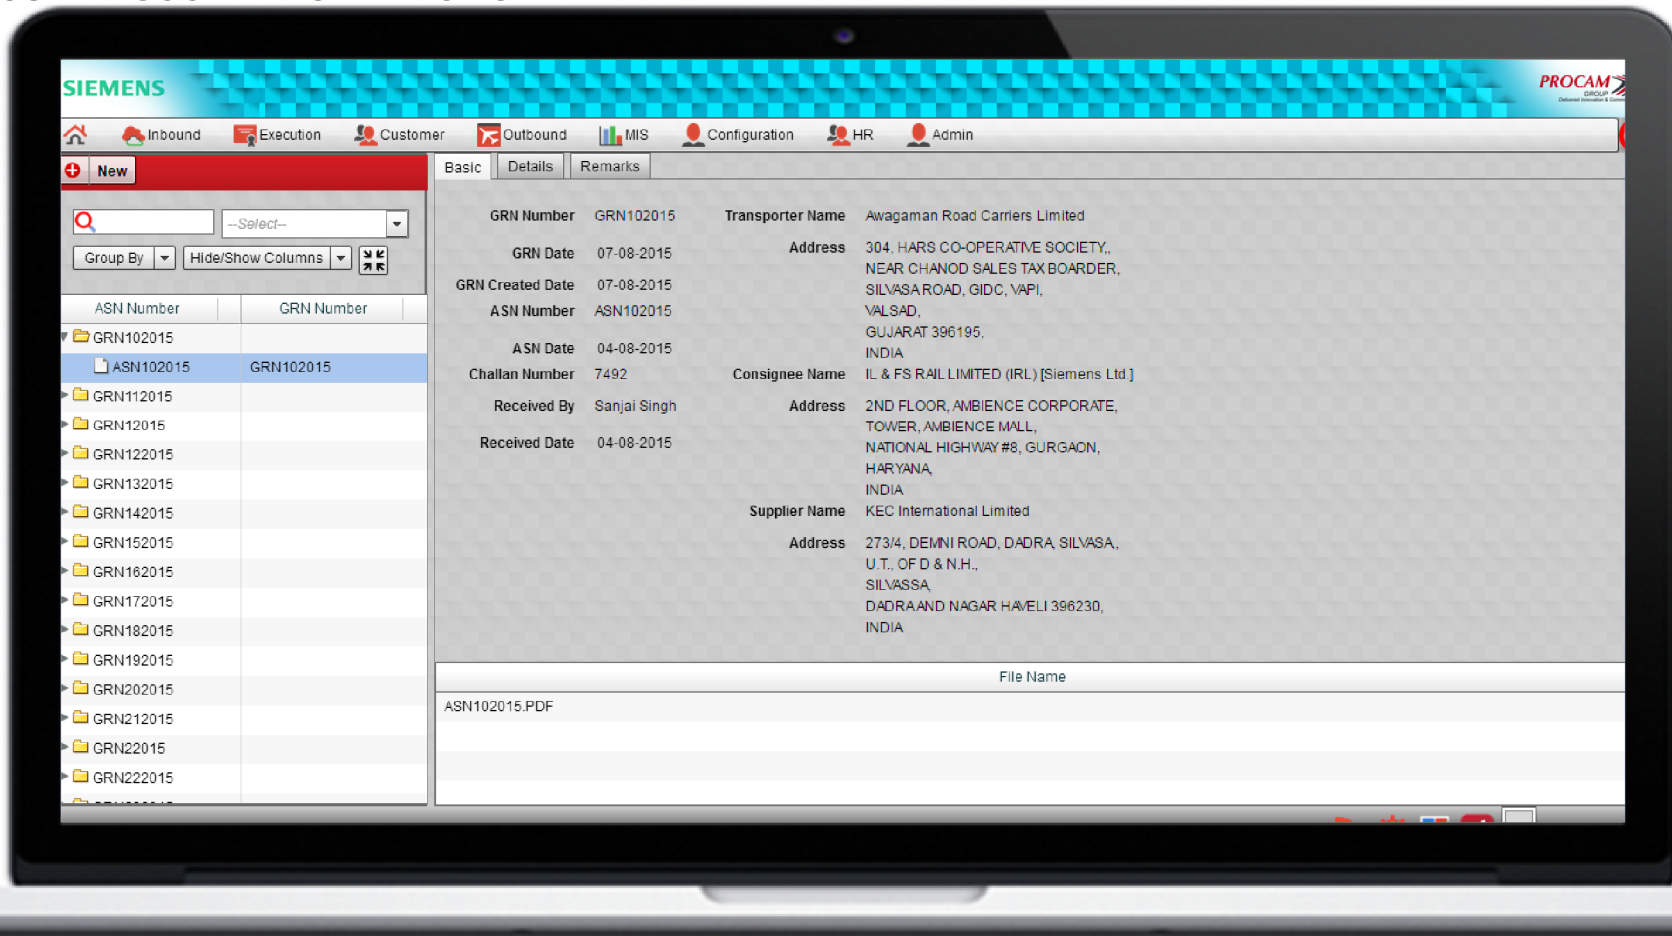 SIEMENS
PROCAM
GROUP
Inbound Execution Customer Outbound MIS Configuration HR Admin
New
Basic Details Remarks
--Select--
Group By Hide/Show Columns
ASN Number GRN Number
GRN102015
ASN102015 GRN102015
GRN112015
GRN12015
GRN122015
GRN132015
GRN142015
GRN152015
GRN162015
GRN172015
GRN182015
GRN192015
GRN202015
GRN212015
GRN22015
GRN222015
GRN Number GRN102015
GRN Date 07-08-2015
GRN Created Date 07-08-2015
ASN Number ASN102015
ASN Date 04-08-2015
Challan Number 7492
Received By Sanjai Singh
Received Date 04-08-2015
Transporter Name Awagaman Road Carriers Limited
Address 304, HARS CO-OPERATIVE SOCIETY,,
NEAR CHANOD SALES TAX BOARDER,
SILVASA ROAD, GIDC, VAPI,
VALSAD,
GUJARAT 396195,
INDIA
Consignee Name IL & FS RAIL LIMITED (IRL) [Siemens Ltd.]
Address 2ND FLOOR, AMBIENCE CORPORATE,
TOWER, AMBIENCE MALL,
NATIONAL HIGHWAY #8, GURGAON,
HARYANA,
INDIA
Supplier Name KEC International Limited
Address 273/4, DEMNI ROAD, DADRA, SILVASA,,
U.T., OF D & N.H.,
SILVASSA,
DADRA AND NAGAR HAVELI 396230,
INDIA
File Name
ASN102015.PDF